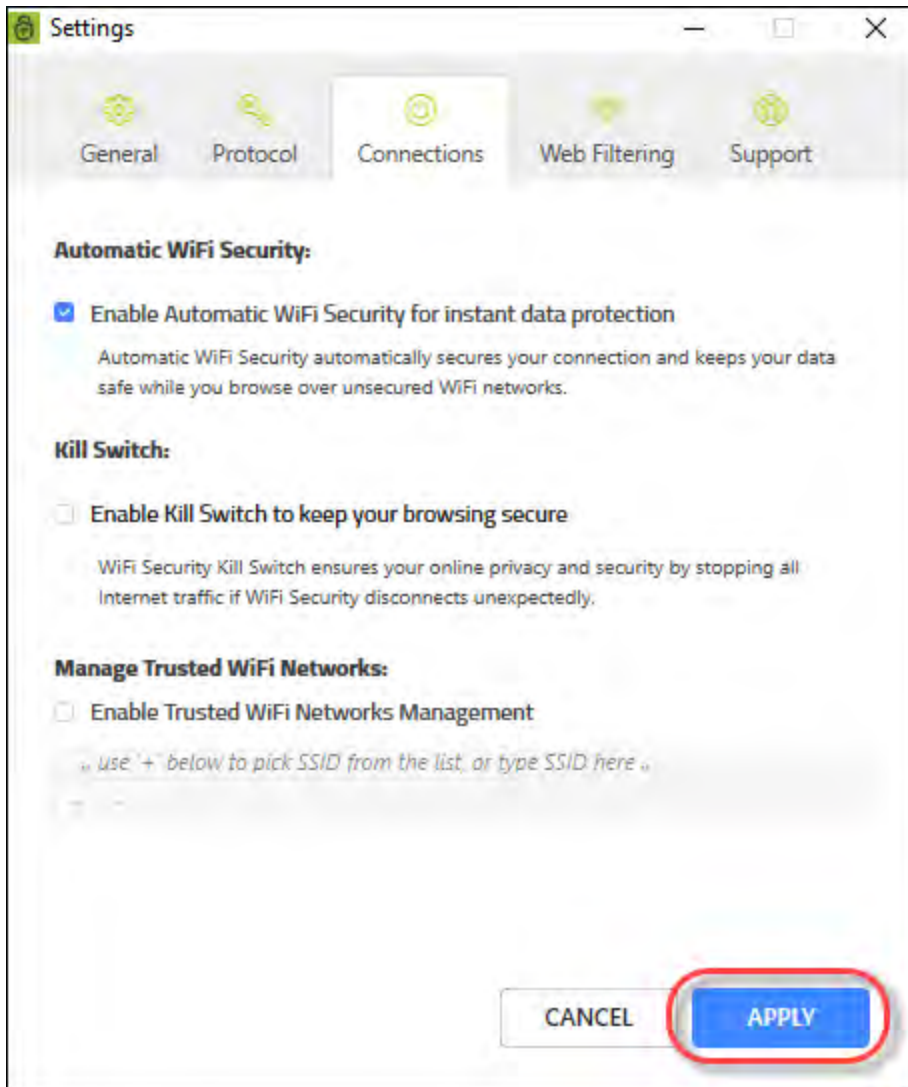 Settings
General Protocol Connections Web Filtering Support
Automatic WiFi Security:
Enable Automatic WiFi Security for instant data protection
Automatic WiFi Security automatically secures your connection and keeps your data
safe while you browse over unsecured WiFi networks.
Kill Switch:
Enable Kill Switch to keep your browsing secure
WiFi Security Kill Switch ensures your online privacy and security by stopping all
Internet traffic if WiFi Security disconnects unexpectedly.
Manage Trusted WiFi Networks:
Enable Trusted WiFi Networks Management
.. use `+` below to pick SSID from the list, or type SSID here ..
CANCEL APPLY